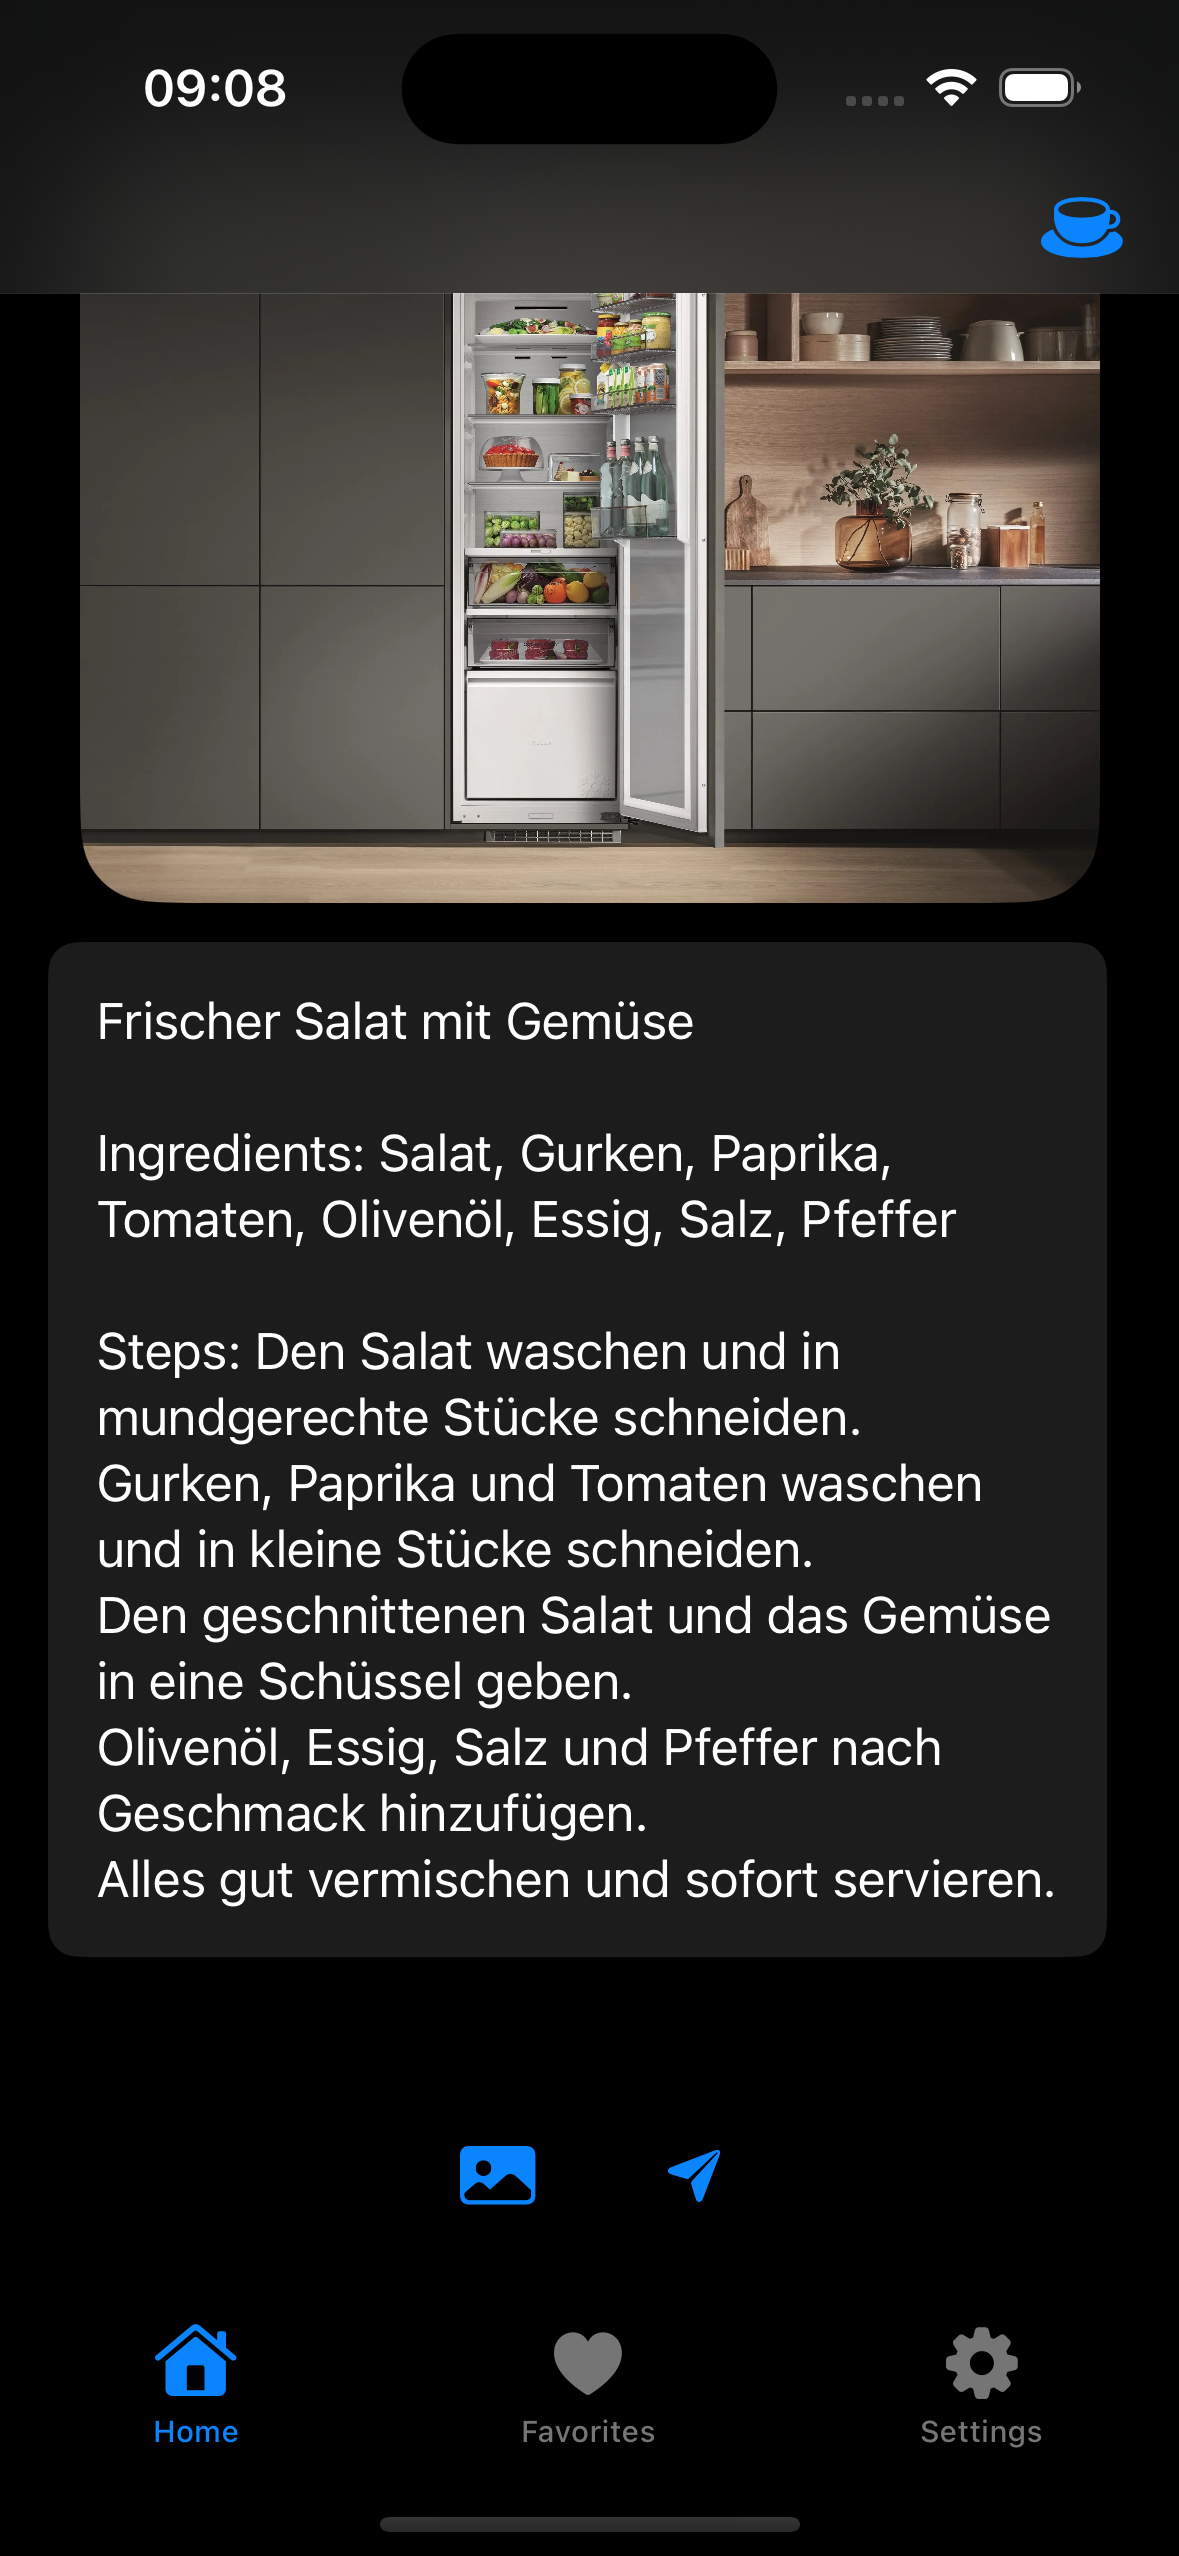 09:08
Frischer Salat mit Gemüse
Ingredients: Salat, Gurken, Paprika,
Tomaten, Olivenöl, Essig, Salz, Pfeffer
Steps: Den Salat waschen und in
mundgerechte Stücke schneiden.
Gurken, Paprika und Tomaten waschen
und in kleine Stücke schneiden.
Den geschnittenen Salat und das Gemüse
in eine Schüssel geben.
Olivenöl, Essig, Salz und Pfeffer nach
Geschmack hinzufügen.
Alles gut vermischen und sofort servieren.
Home
Favorites
Settings